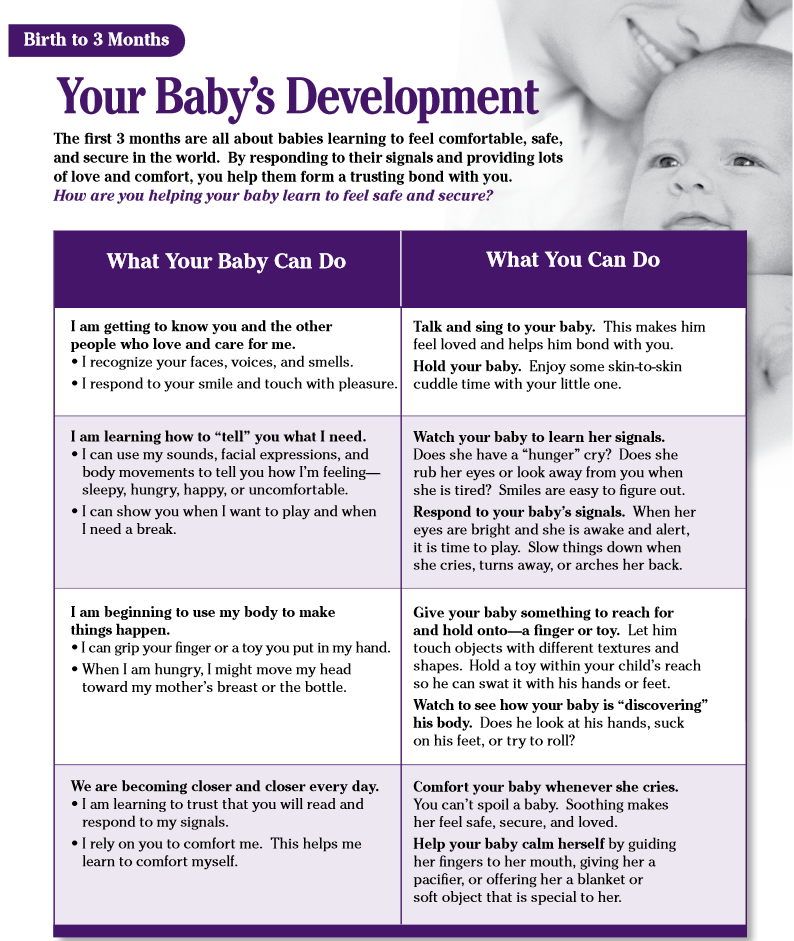 Birth to 3 Months
Your Baby's Development
The first 3 months are all about babies learning to feel comfortable, safe,
and secure in the world.  By responding to their signals and providing lots
of love and comfort, you help them form a trusting bond with you.
How are you helping your baby learn to feel safe and secure?
What Your Baby Can Do
What You Can Do
I am getting to know you and the other
people who love and care for me.
• I recognize your faces, voices, and smells.
• I respond to your smile and touch with pleasure.
Talk and sing to your baby.  This makes him
feel loved and helps him bond with you.
Hold your baby.  Enjoy some skin-to-skin
cuddle time with your little one.
I am learning how to “tell” you what I need.
• I can use my sounds, facial expressions, and
body movements to tell you how I'm feeling—
sleepy, hungry, happy, or uncomfortable.
• I can show you when I want to play and when
I need a break.
Watch your baby to learn her signals.
Does she have a “hunger” cry?  Does she
rub her eyes or look away from you when
she is tired?  Smiles are easy to figure out.
Respond to your baby's signals.  When her
eyes are bright and she is awake and alert,
it is time to play.  Slow things down when
she cries, turns away, or arches her back.
I am beginning to use my body to make
things happen.
• I can grip your finger or a toy you put in my hand.
• When I am hungry, I might move my head
toward my mother's breast or the bottle.
Give your baby something to reach for
and hold onto—a finger or toy.  Let him
touch objects with different textures and
shapes.  Hold a toy within your child's reach
so he can swat it with his hands or feet.
Watch to see how your baby is “discovering”
his body.  Does he look at his hands, suck
on his feet, or try to roll?
We are becoming closer and closer every day.
• I am learning to trust that you will read and
respond to my signals.
• I rely on you to comfort me.  This helps me
learn to comfort myself.
Comfort your baby whenever she cries.
You can't spoil a baby.  Soothing makes
her feel safe, secure, and loved.
Help your baby calm herself by guiding
her fingers to her mouth, giving her a
pacifier, or offering her a blanket or
soft object that is special to her.